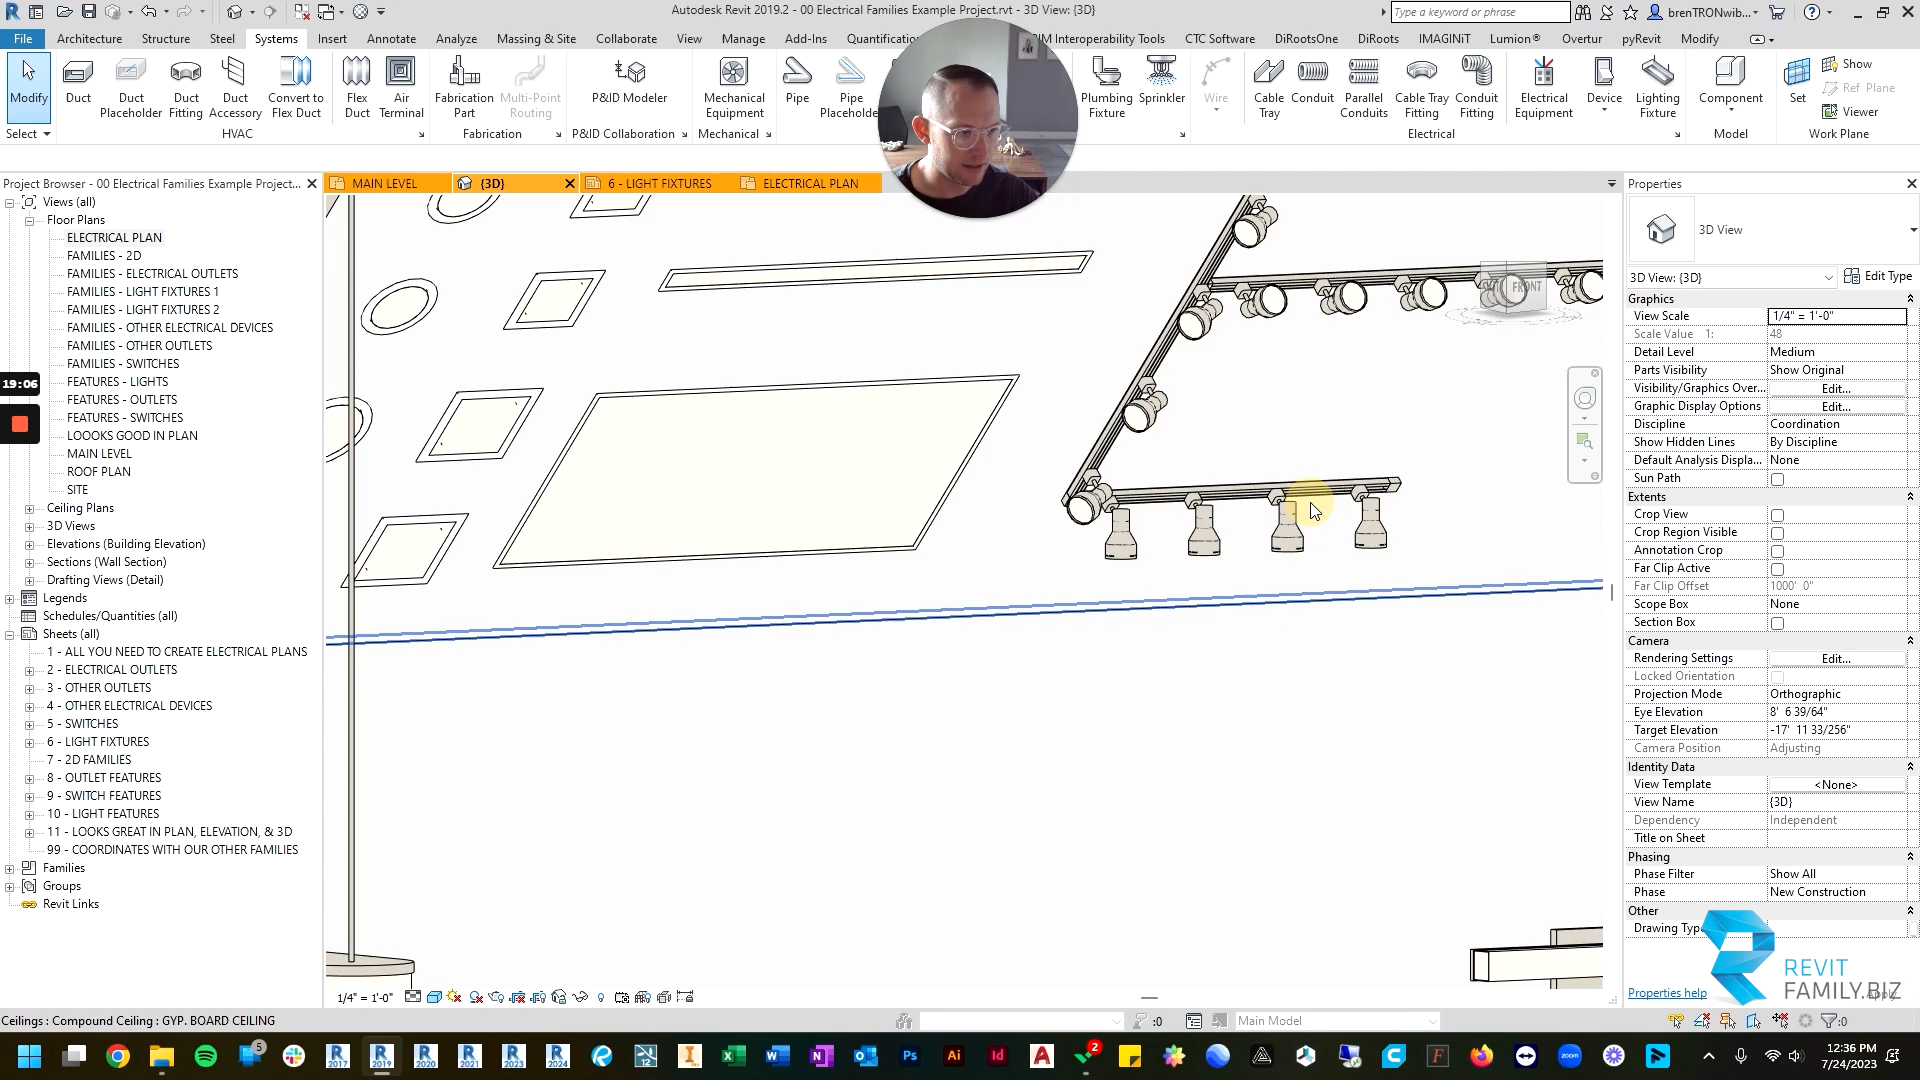 Autodesk Revit 2019.2 - 00 Electrical Families Example Project.rvt - 3D View: {3D}
Type a keyword or phrase
brenTRONwib...
File Architecture Structure Steel Systems Insert Annotate Analyze Massing & Site Collaborate View Manage Add-Ins Quantification BIM Interoperability Tools CTC Software DiRootsOne DiRoots IMAGINiT Lumion® Overtur pyRevit Modify
Modify
Duct
Duct Placeholder
Duct Fitting
Duct Accessory
Convert to Flex Duct
Flex Duct
Air Terminal
Fabrication Part
Multi-Point Routing
P&ID Modeler
Mechanical Equipment
Pipe
Pipe Placeholde
Plumbing Fixture
Sprinkler
Wire
Cable Tray
Conduit
Parallel Conduits
Cable Tray Fitting
Conduit Fitting
Electrical Equipment
Device
Lighting Fixture
Component
Set
Show
Ref Plane
Viewer
Select
HVAC
Fabrication
P&ID Collaboration
Mechanical
Electrical
Model
Work Plane
Project Browser - 00 Electrical Families Example Project...
MAIN LEVEL
{3D}
6 - LIGHT FIXTURES
ELECTRICAL PLAN
Views (all)
Floor Plans
ELECTRICAL PLAN
FAMILIES - 2D
FAMILIES - ELECTRICAL OUTLETS
FAMILIES - LIGHT FIXTURES 1
FAMILIES - LIGHT FIXTURES 2
FAMILIES - OTHER ELECTRICAL DEVICES
FAMILIES - OTHER OUTLETS
FAMILIES - SWITCHES
FEATURES - LIGHTS
FEATURES - OUTLETS
FEATURES - SWITCHES
LOOOKS GOOD IN PLAN
MAIN LEVEL
ROOF PLAN
SITE
Ceiling Plans
3D Views
Elevations (Building Elevation)
Sections (Wall Section)
Drafting Views (Detail)
Legends
Schedules/Quantities (all)
Sheets (all)
1 - ALL YOU NEED TO CREATE ELECTRICAL PLANS
2 - ELECTRICAL OUTLETS
3 - OTHER OUTLETS
4 - OTHER ELECTRICAL DEVICES
5 - SWITCHES
6 - LIGHT FIXTURES
7 - 2D FAMILIES
8 - OUTLET FEATURES
9 - SWITCH FEATURES
10 - LIGHT FEATURES
11 - LOOKS GREAT IN PLAN, ELEVATION, & 3D
99 - COORDINATES WITH OUR OTHER FAMILIES
Families
Groups
Revit Links
19:06
FRONT
Properties
3D View
3D View: {3D}
Edit Type
Graphics
View Scale 1/4" = 1'-0"
Scale Value 1: 48
Detail Level Medium
Parts Visibility Show Original
Visibility/Graphics Over... Edit...
Graphic Display Options Edit...
Discipline Coordination
Show Hidden Lines By Discipline
Default Analysis Displa... None
Sun Path
Extents
Crop View
Crop Region Visible
Annotation Crop
Far Clip Active
Far Clip Offset 1000' 0"
Scope Box None
Section Box
Camera
Rendering Settings Edit...
Locked Orientation
Projection Mode Orthographic
Eye Elevation 8' 6 39/64"
Target Elevation -17' 11 33/256"
Camera Position Adjusting
Identity Data
View Template <None>
View Name {3D}
Dependency Independent
Title on Sheet
Phasing
Phase Filter Show All
Phase New Construction
Other
Drawing Typ
Properties help
REVIT
FAMILY.BIZ
1/4" = 1'-0"
Ceilings : Compound Ceiling : GYP. BOARD CEILING
:0
Main Model
:0
12:36 PM
7/24/2023